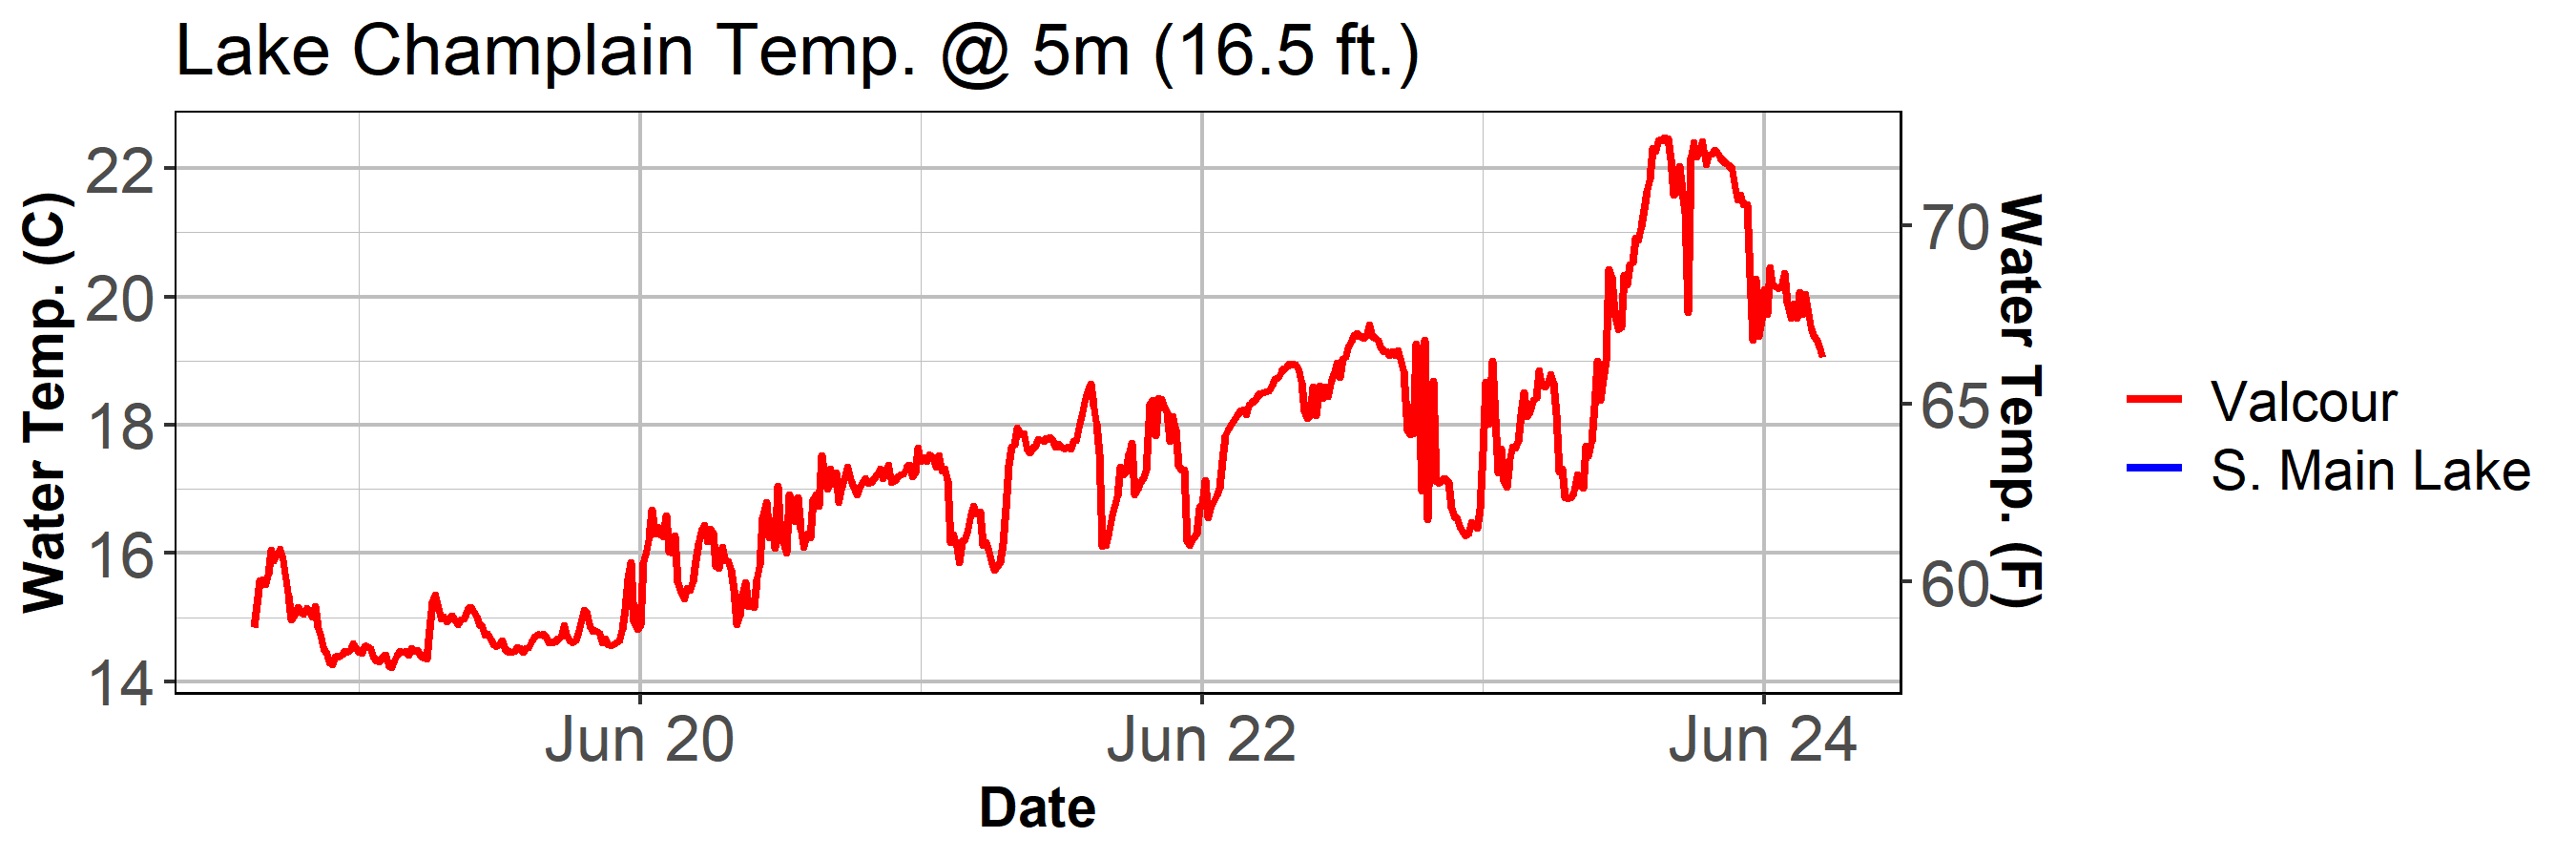 Lake Champlain Temp. @ 5m (16.5 ft.)
Water Temp. (C)
22
20
18
16
14
70
65
60
Water Temp. (F)
Jun 20
Jun 22
Jun 24
Date
Valcour
S. Main Lake